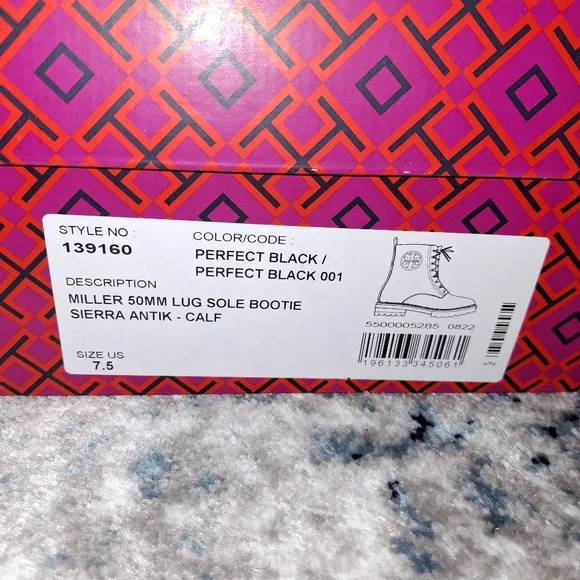 STYLE NO :
139160
COLOR/CODE :
PERFECT BLACK /
PERFECT BLACK 001
DESCRIPTION
MILLER 50MM LUG SOLE BOOTIE
SIERRA ANTIK - CALF
SIZE US
7.5
5500005285 0822
196133345061
VN